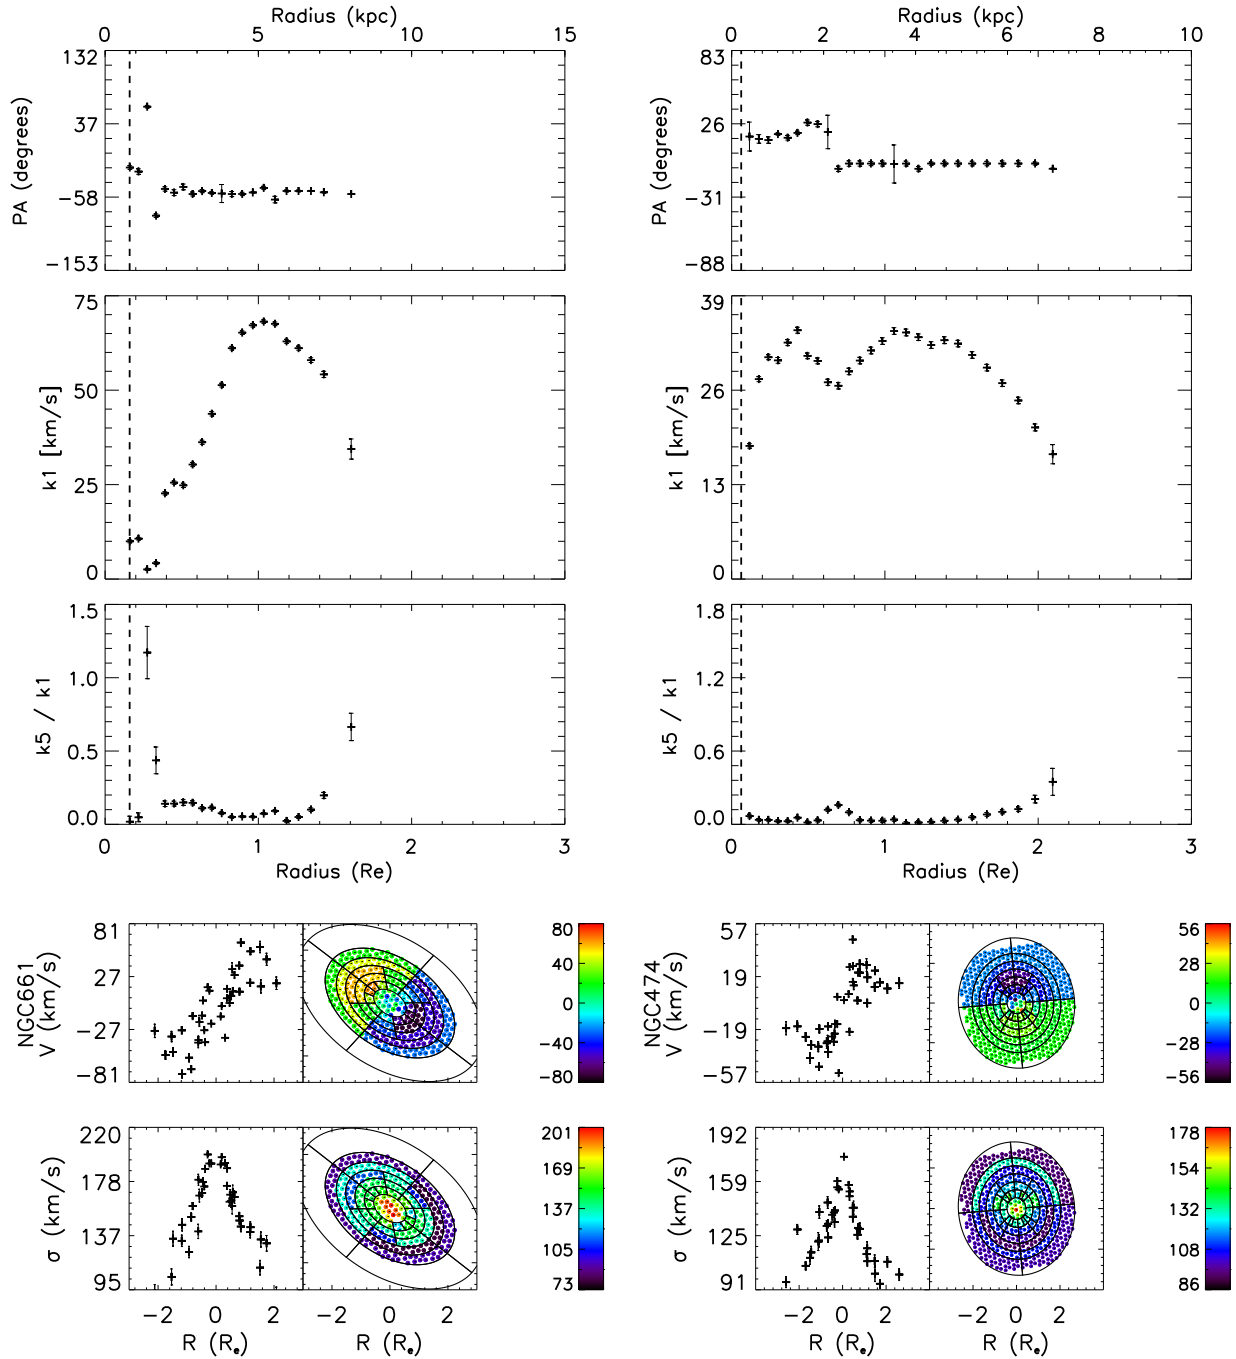 Radius (kpc) Radius (kpc)
0 5 10 15 0 2 4 6 8 10
132 83
37 26
PA (degrees) PA (degrees)
−58 −31
−153 −88
75 39
50 26
k1 [km/s] k1 [km/s]
25 13
0 0
1.5 1.8
1.0 1.2
k5 / k1 k5 / k1
0.5 0.6
0.0 0.0
0 1 2 3 0 1 2 3
Radius (Re) Radius (Re)
81 80 57 56
27 40 19 28
NGC661 NGC474
V (km/s) 0 V (km/s) 0
−27 −40 −19 −28
−81 −80 −57 −56
220 201 192 178
178 169 159 154
σ (km/s) 137 σ (km/s) 132
137 105 125 108
95 73 91 86
−2 0 2 −2 0 2 −2 0 2 −2 0 2
R (Re) R (Re) R (Re) R (Re)